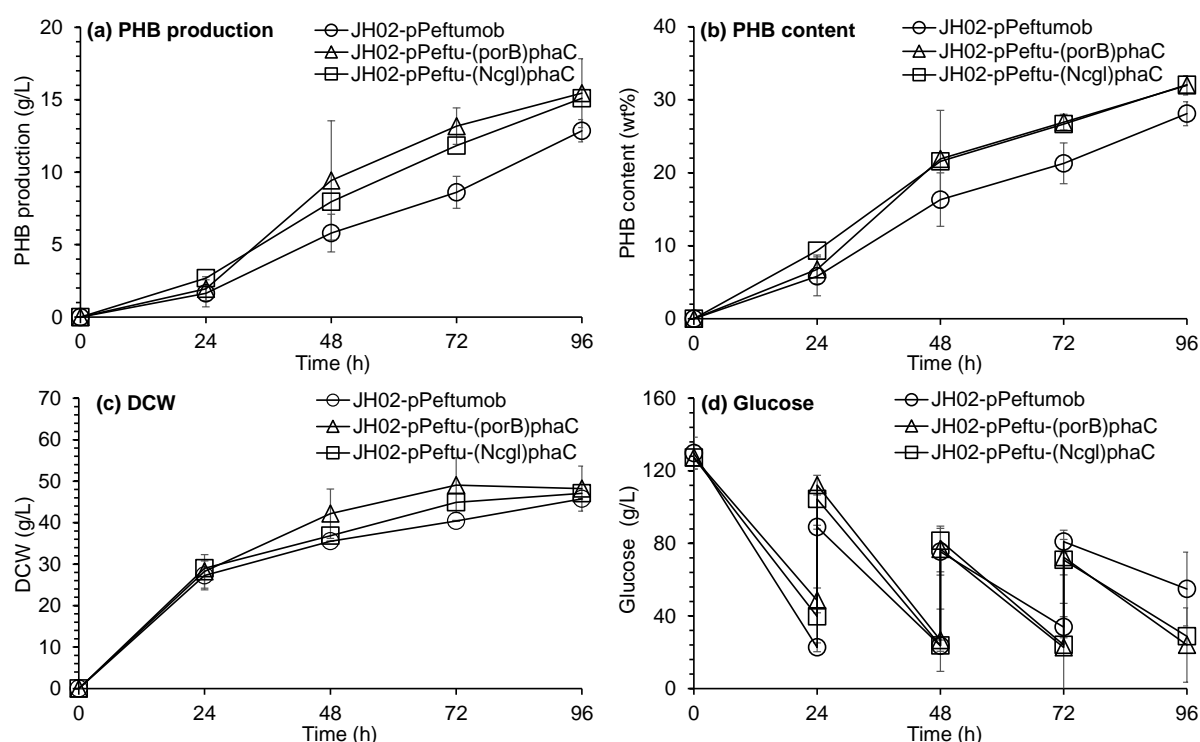 (a) PHB production
JH02-pPeftumob
JH02-pPeftu-(porB)phaC
JH02-pPeftu-(Ncgl)phaC
PHB production (g/L)
20
15
10
5
0
0 24 48 72 96
Time (h)
(b) PHB content
JH02-pPeftumob
JH02-pPeftu-(porB)phaC
JH02-pPeftu-(Ncgl)phaC
PHB content (wt%)
40
30
20
10
0
0 24 48 72 96
Time (h)
(c) DCW
JH02-pPeftumob
JH02-pPeftu-(porB)phaC
JH02-pPeftu-(Ncgl)phaC
DCW (g/L)
70
60
50
40
30
20
10
0
0 24 48 72 96
Time (h)
(d) Glucose
JH02-pPeftumob
JH02-pPeftu-(porB)phaC
JH02-pPeftu-(Ncgl)phaC
Glucose (g/L)
160
120
80
40
0
0 24 48 72 96
Time (h)